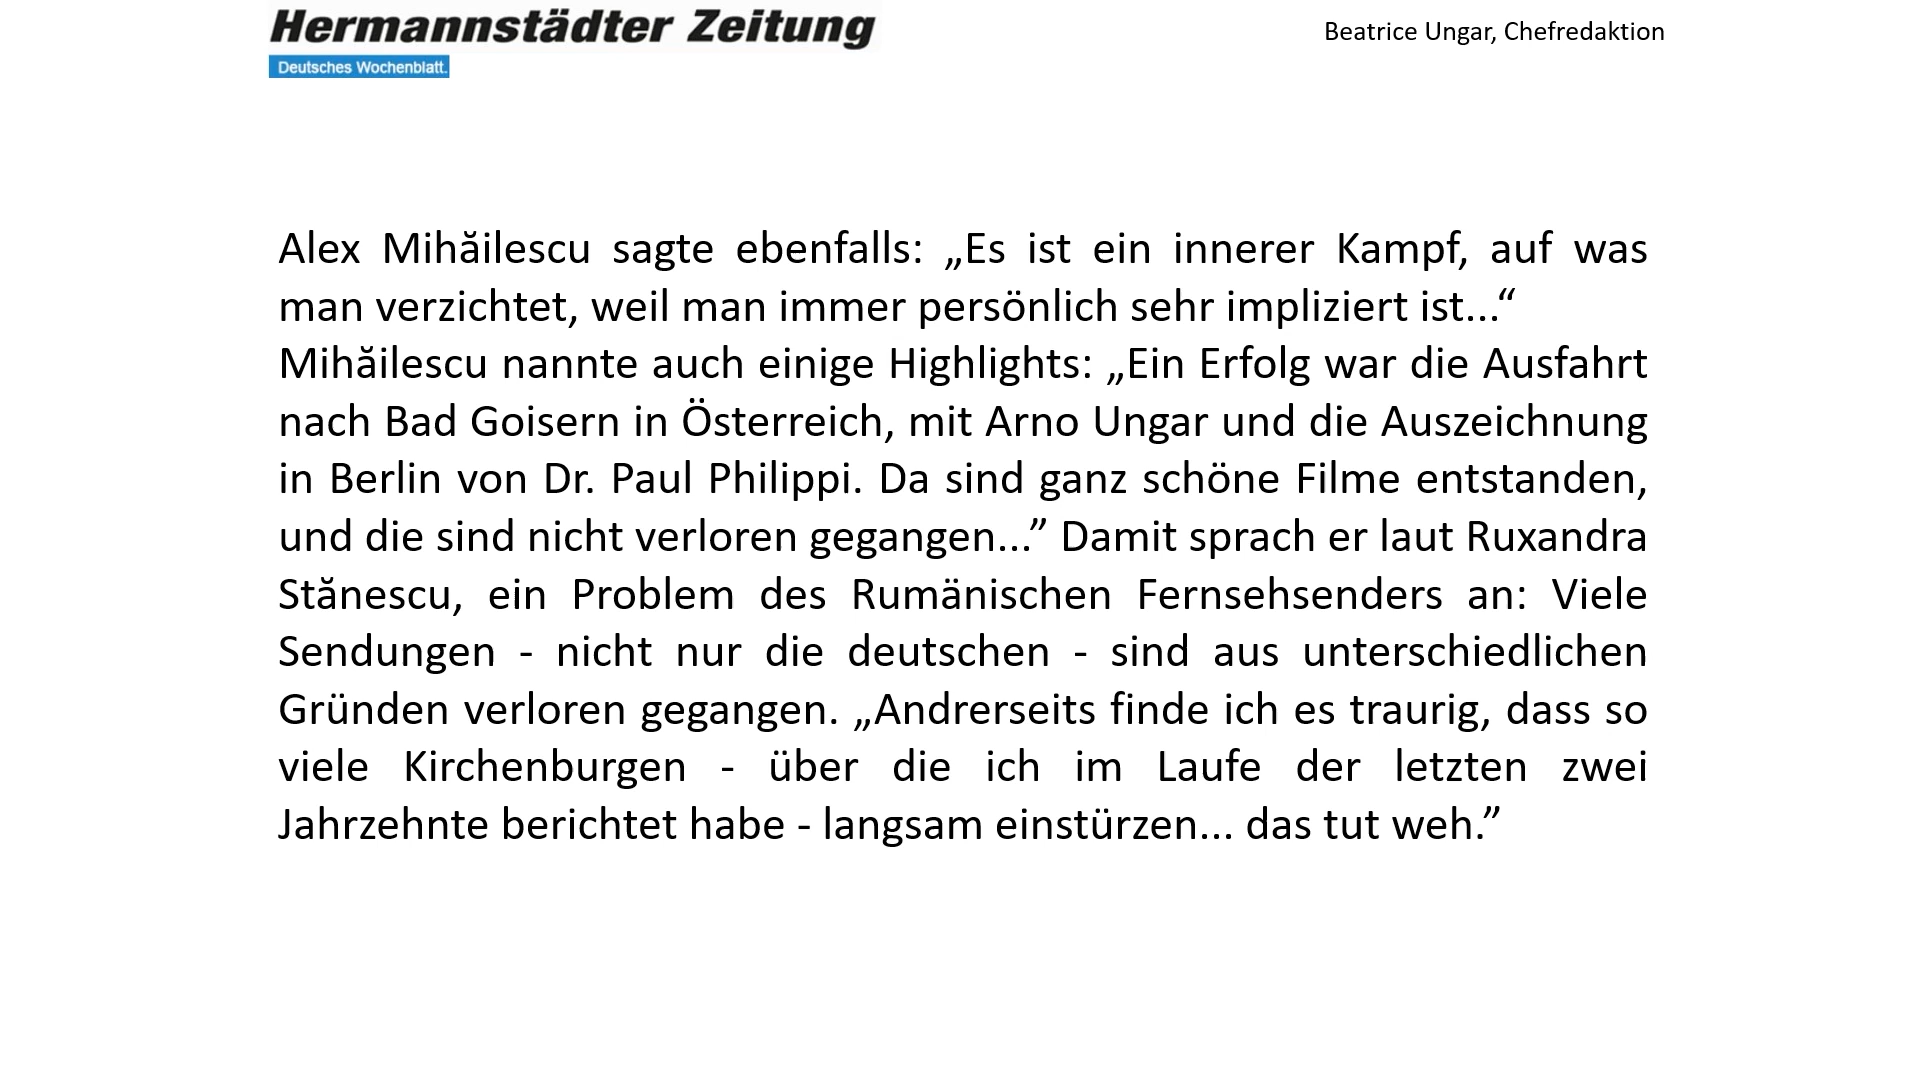 Hermannstädter Zeitung
Deutsches Wochenblatt.
Beatrice Ungar, Chefredaktion
Alex Mihăilescu sagte ebenfalls: „Es ist ein innerer Kampf, auf was
man verzichtet, weil man immer persönlich sehr impliziert ist...“
Mihăilescu nannte auch einige Highlights: „Ein Erfolg war die Ausfahrt
nach Bad Goisern in Österreich, mit Arno Ungar und die Auszeichnung
in Berlin von Dr. Paul Philippi. Da sind ganz schöne Filme entstanden,
und die sind nicht verloren gegangen...” Damit sprach er laut Ruxandra
Stănescu, ein Problem des Rumänischen Fernsehsenders an: Viele
Sendungen - nicht nur die deutschen - sind aus unterschiedlichen
Gründen verloren gegangen. „Andrerseits finde ich es traurig, dass so
viele Kirchenburgen - über die ich im Laufe der letzten zwei
Jahrzehnte berichtet habe - langsam einstürzen... das tut weh.”